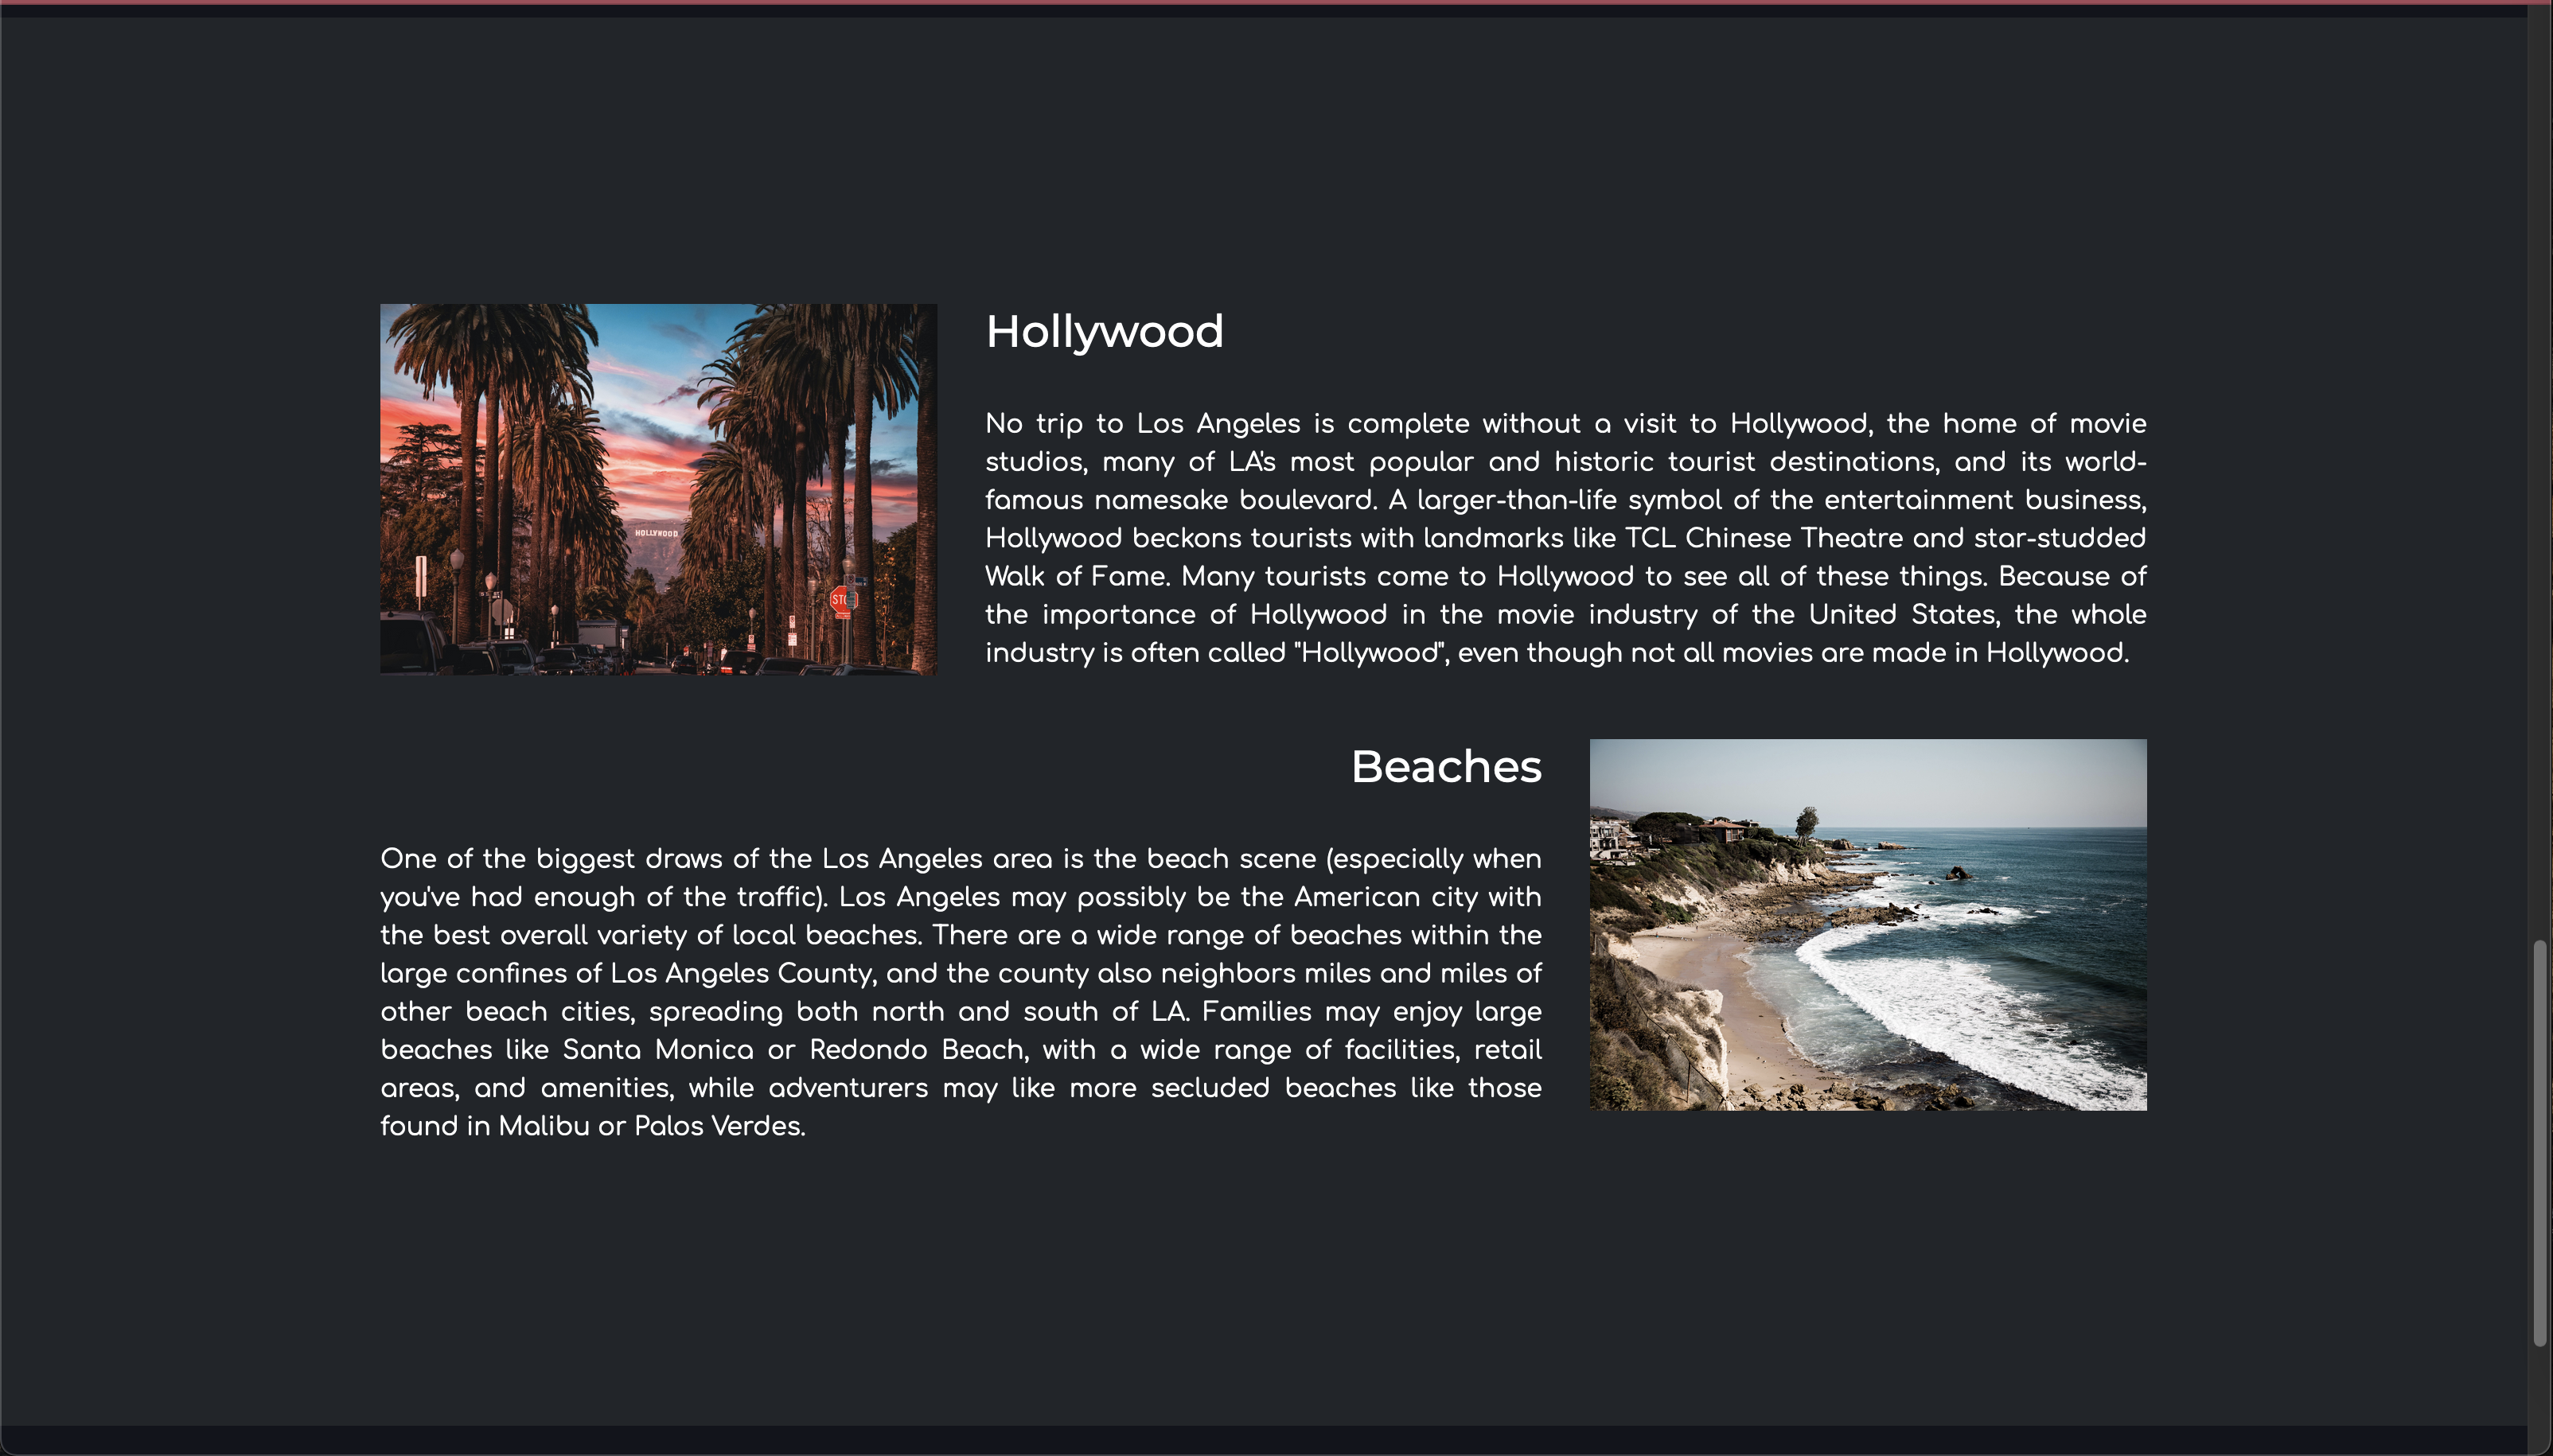 HOLLYWOOD
STO
Hollywood
No trip to Los Angeles is complete without a visit to Hollywood, the home of movie
studios, many of LA's most popular and historic tourist destinations, and its world-
famous namesake boulevard. A larger-than-life symbol of the entertainment business,
Hollywood beckons tourists with landmarks like TCL Chinese Theatre and star-studded
Walk of Fame. Many tourists come to Hollywood to see all of these things. Because of
the importance of Hollywood in the movie industry of the United States, the whole
industry is often called "Hollywood", even though not all movies are made in Hollywood.
Beaches
One of the biggest draws of the Los Angeles area is the beach scene (especially when
you've had enough of the traffic). Los Angeles may possibly be the American city with
the best overall variety of local beaches. There are a wide range of beaches within the
large confines of Los Angeles County, and the county also neighbors miles and miles of
other beach cities, spreading both north and south of LA. Families may enjoy large
beaches like Santa Monica or Redondo Beach, with a wide range of facilities, retail
areas, and amenities, while adventurers may like more secluded beaches like those
found in Malibu or Palos Verdes.